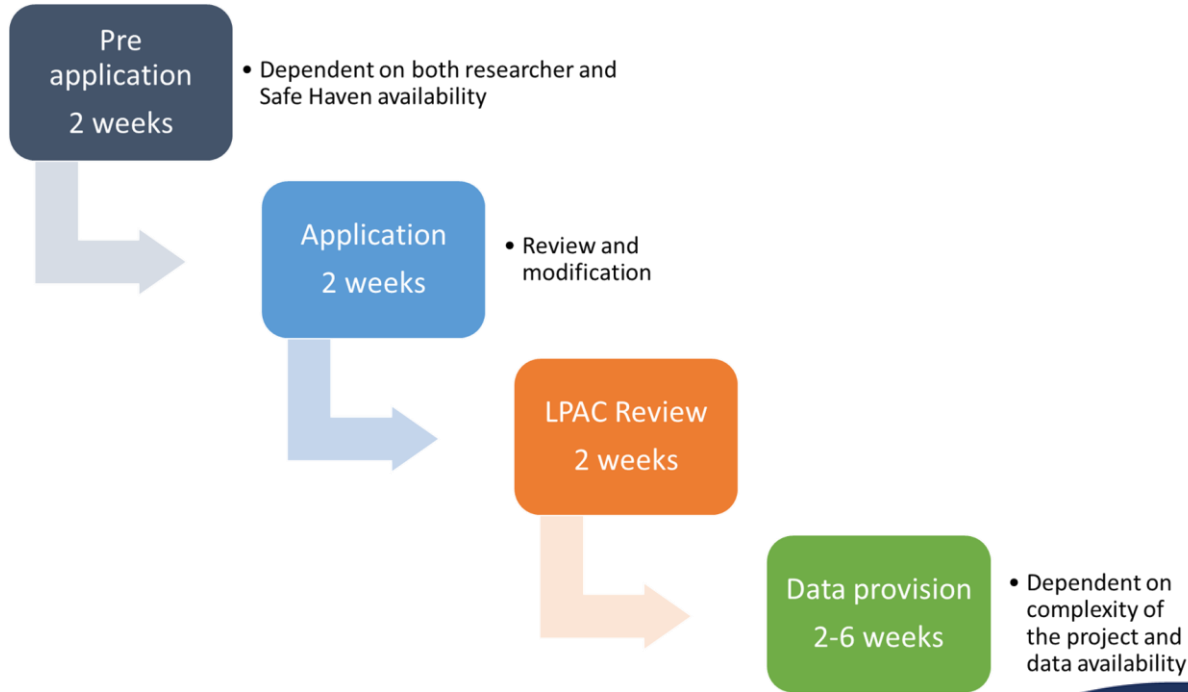 Pre
application
2 weeks
• Dependent on both researcher and
Safe Haven availability
Application
2 weeks
• Review and
modification
LPAC Review
2 weeks
Data provision
2-6 weeks
• Dependent on
complexity of
the project and
data availability